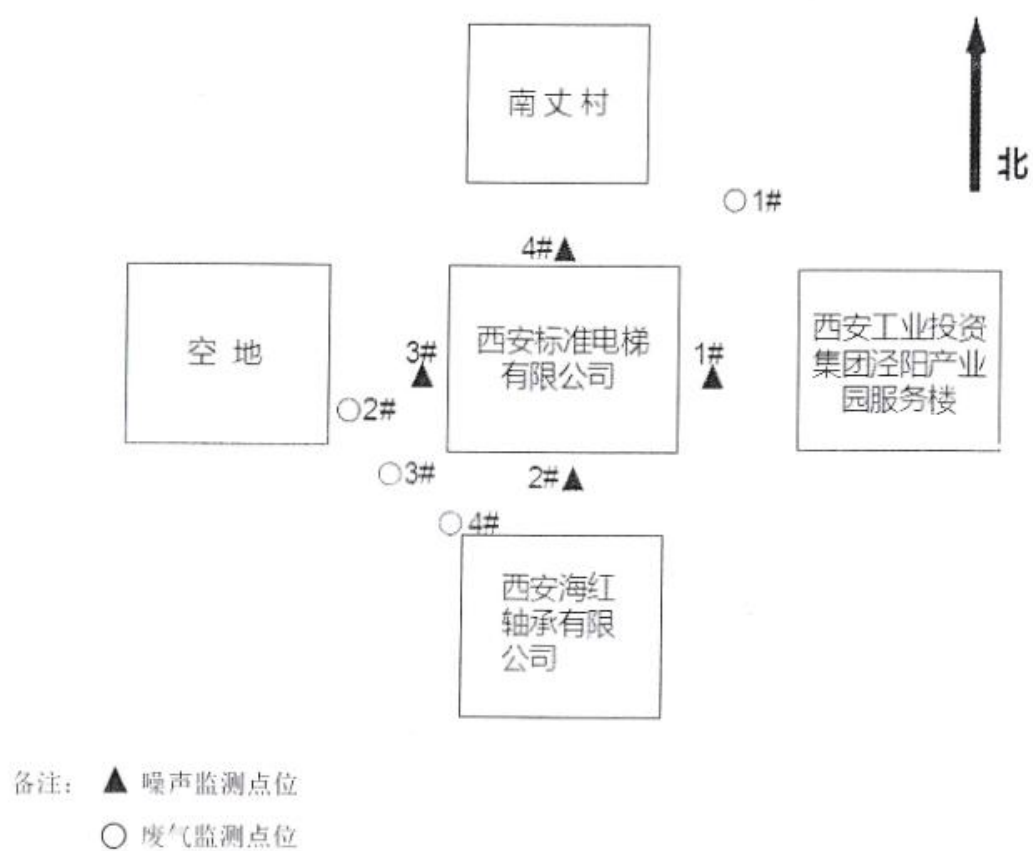 南丈村
北
○1#
4#▲
空地
3#▲
西安标准电梯
有限公司
1#▲
西安工业投资
集团泾阳产业
园服务楼
○2#
○3#
2#▲
○4#
西安海红
轴承有限
公司
备注: ▲ 噪声监测点位
○ 废气监测点位